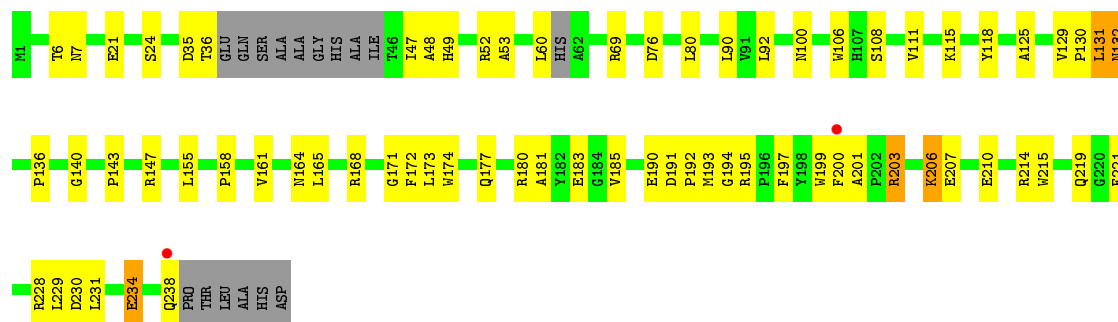 M1 T6 N7 E21 S24 D35 T36 GLU GLN SER ALA ALA GLY HIS ALA ILE T46 I47 A48 H49 R52 A53 L60 HIS A62 R69 D76 L80 L90 V91 L92 N100 W106 H107 S108 V111 K115 Y118 A125 V129 P130 L131 N132
P136 G140 P143 R147 L155 P158 V161 N164 L165 R168 G171 F172 L173 W174 Q177 R180 A181 Y182 E183 G184 V185 E190 D191 P192 M193 G194 R195 P196 F197 Y198 W199 F200 A201 P202 R203 K206 E207 E210 R214 W215 Q219 G220
R228 L229 D230 L231 E234 Q238 PRO THR LEU ALA HIS ASP